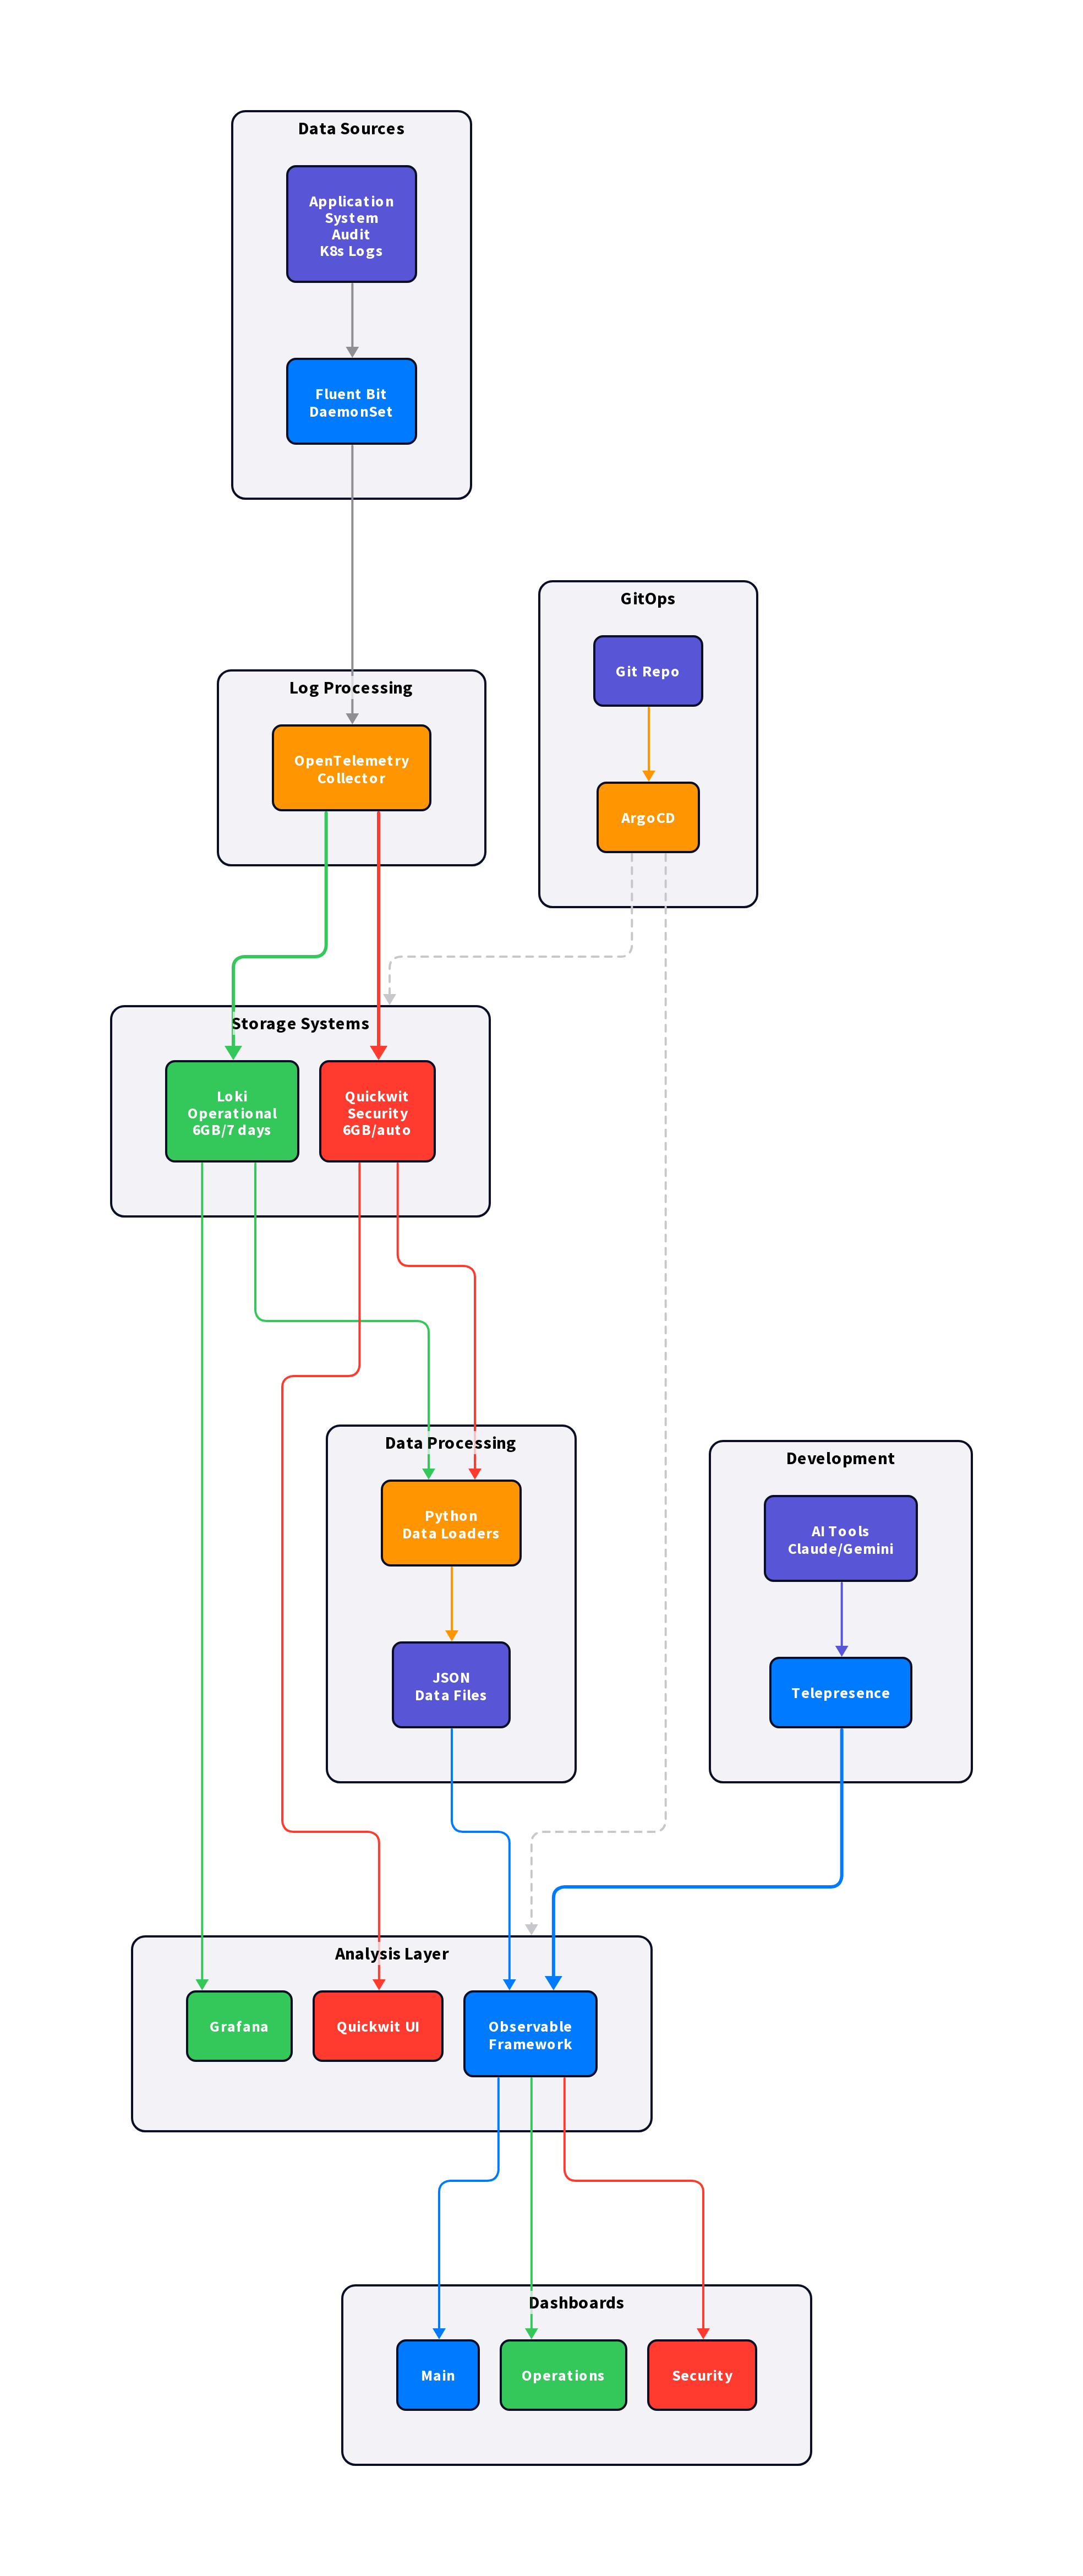 Data Sources
Application
System
Audit
K8s Logs
Fluent Bit
DaemonSet
GitOps
Git Repo
Log Processing
OpenTelemetry
Collector
ArgoCD
Storage Systems
Loki
Operational
6GB/7 days
Quickwit
Security
6GB/auto
Data Processing
Python
Data Loaders
JSON
Data Files
Development
AI Tools
Claude/Gemini
Telepresence
Analysis Layer
Grafana
Quickwit UI
Observable
Framework
Dashboards
Main
Operations
Security